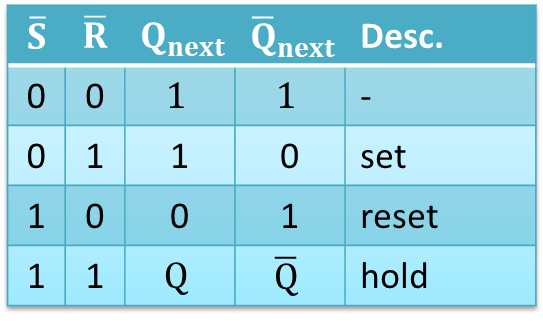 S̅ R̅ Qnext Q̅next Desc.
0 0 1 1 -
0 1 1 0 set
1 0 0 1 reset
1 1 Q Q̅ hold